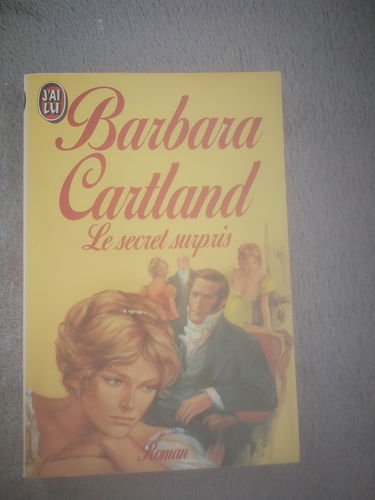 J'AI
LU
Barbara
Cartland
Le secret surpris
Roman